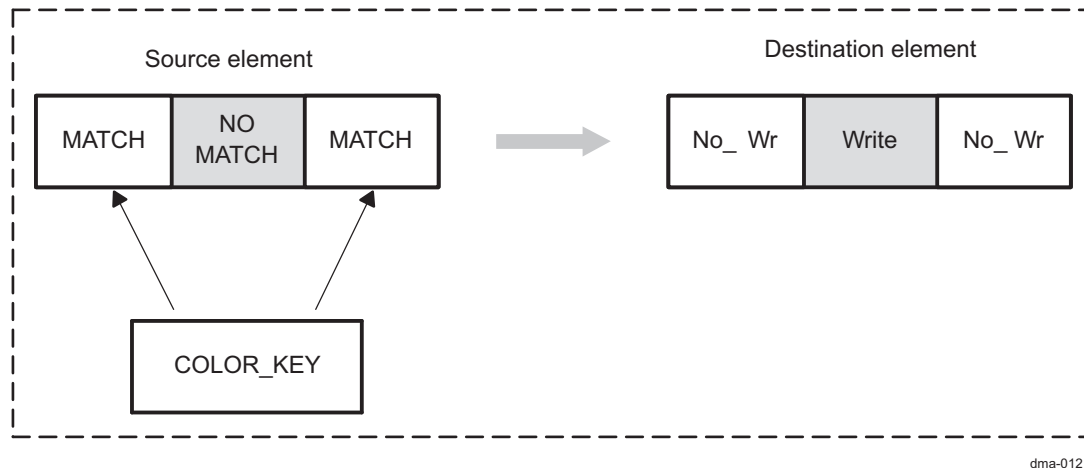 Source element
Destination element
MATCH
NO
MATCH
MATCH
No_ Wr
Write
No_ Wr
COLOR_KEY
dma-012